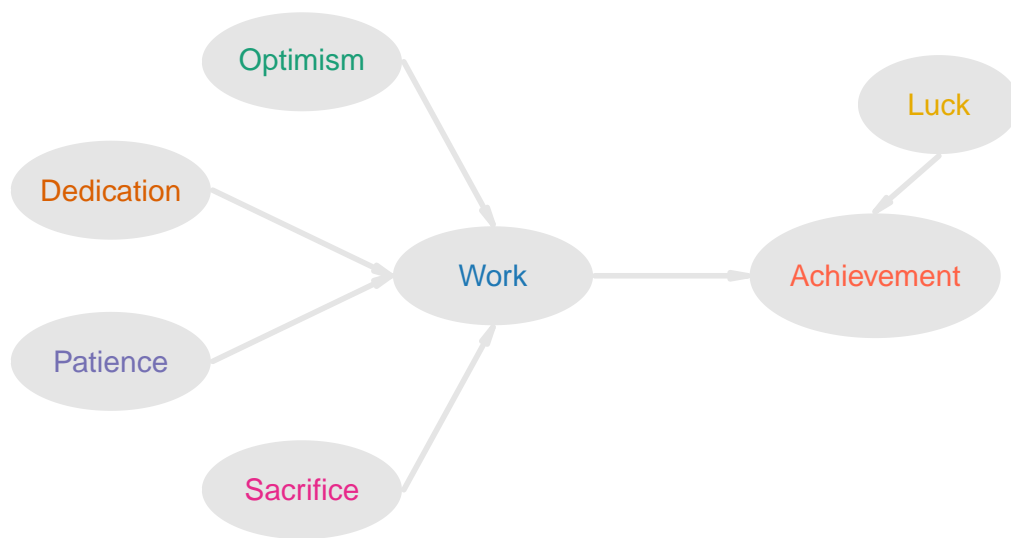 Optimism
Luck
Dedication
Work
Achievement
Patience
Sacrifice